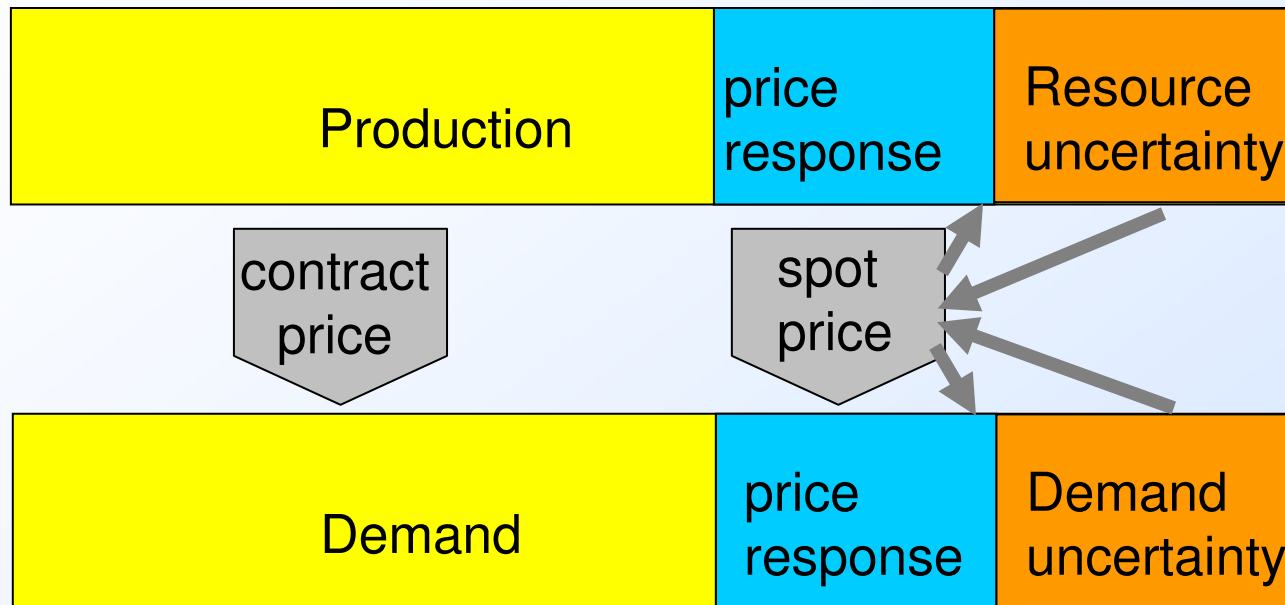 Production
price
response
Resource
uncertainty
contract
price
spot
price
Demand
price
response
Demand
uncertainty